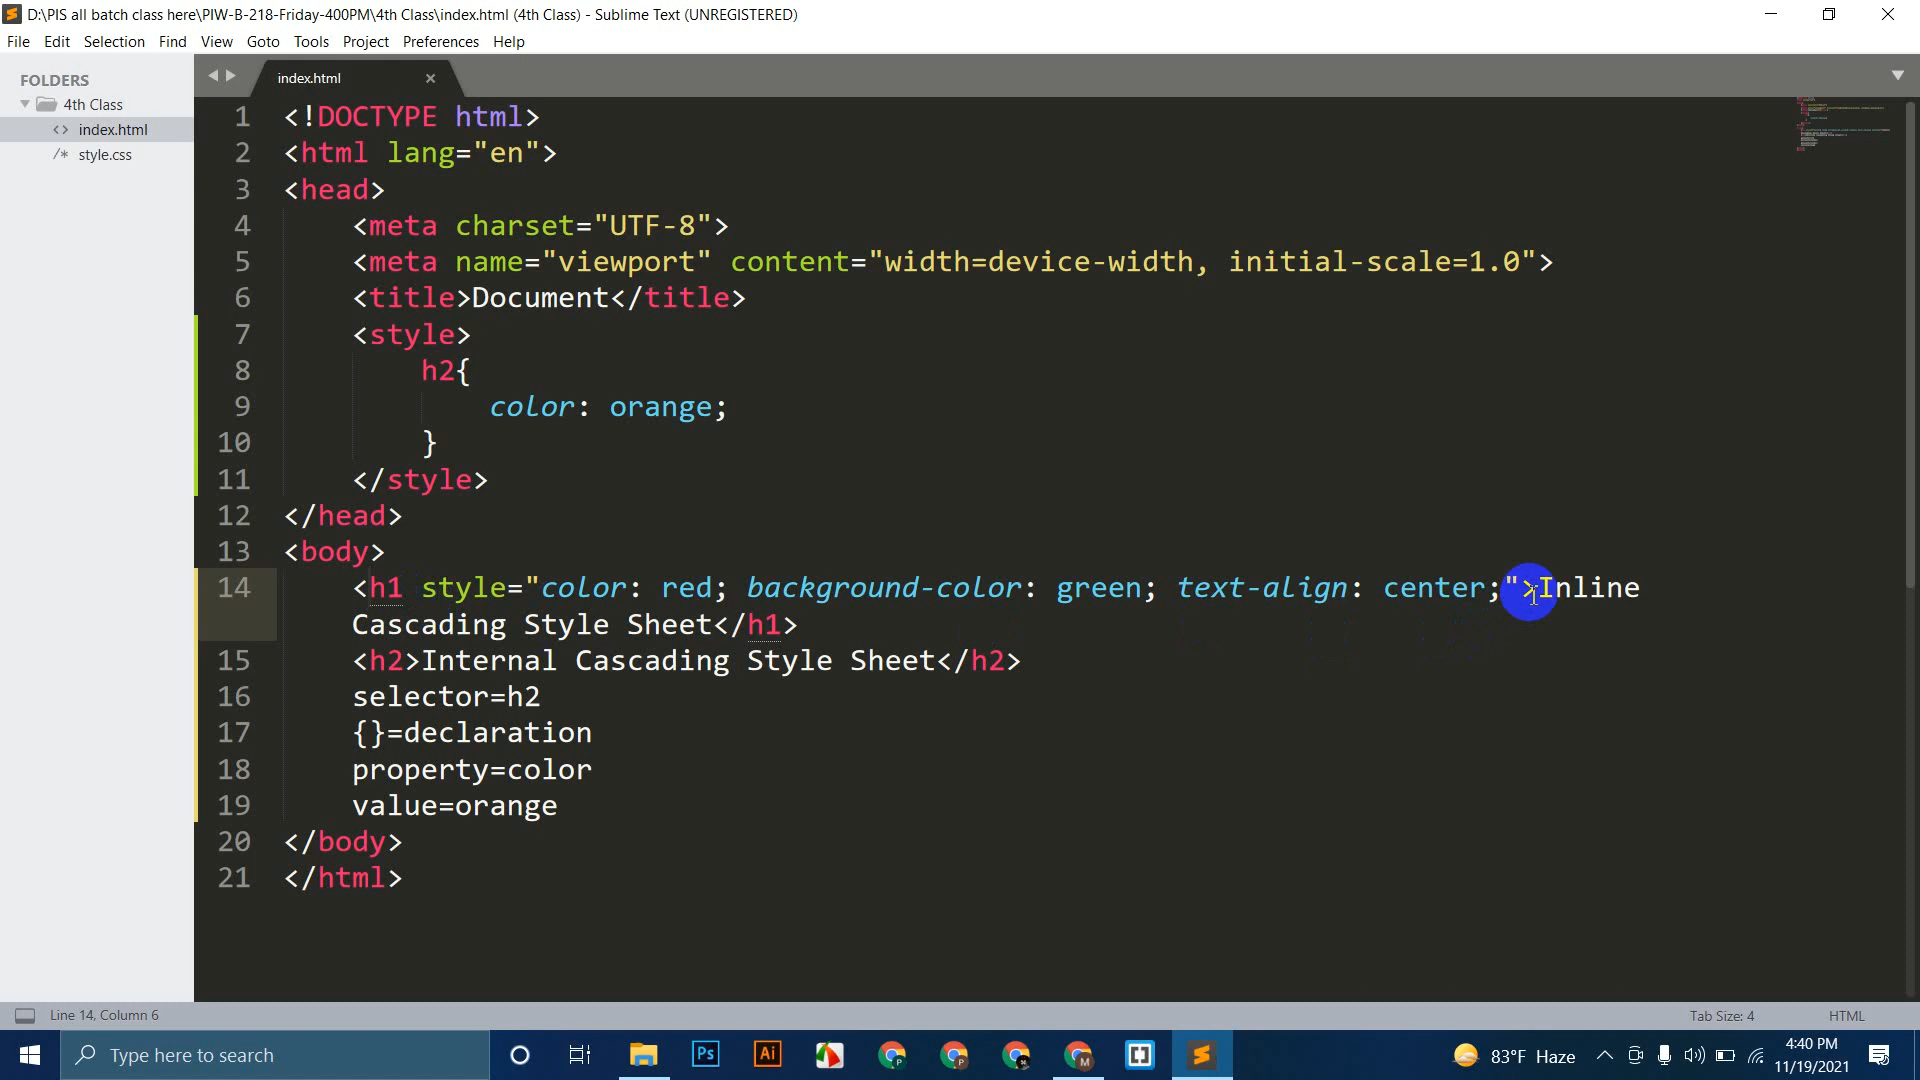 D:\PIS all batch class here\PIW-B-218-Friday-400PM\4th Class\index.html (4th Class) - Sublime Text (UNREGISTERED)
File Edit Selection Find View Goto Tools Project Preferences Help
FOLDERS
4th Class
<> index.html
/* style.css
index.html ×
1 <!DOCTYPE html>
2 <html lang="en">
3 <head>
4 <meta charset="UTF-8">
5 <meta name="viewport" content="width=device-width, initial-scale=1.0">
6 <title>Document</title>
7 <style>
8 h2{
9 color: orange;
10 }
11 </style>
12 </head>
13 <body>
14 <h1 style="color: red; background-color: green; text-align: center;">Inline
Cascading Style Sheet</h1>
15 <h2>Internal Cascading Style Sheet</h2>
16 selector=h2
17 {}=declaration
18 property=color
19 value=orange
20 </body>
21 </html>
Line 14, Column 6 Tab Size: 4 HTML
Type here to search
Ps
Ai
83°F Haze
4:40 PM
11/19/2021